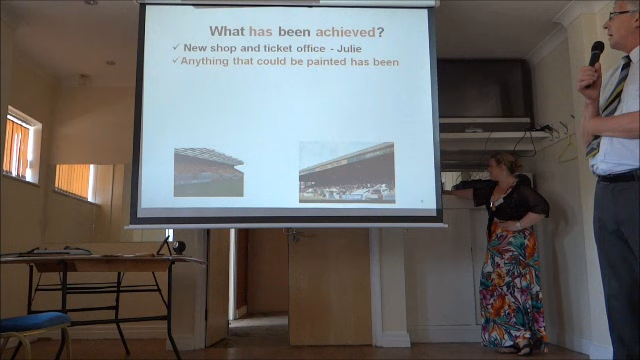 What has been achieved?
✓ New shop and ticket office - Julie
✓ Anything that could be painted has been